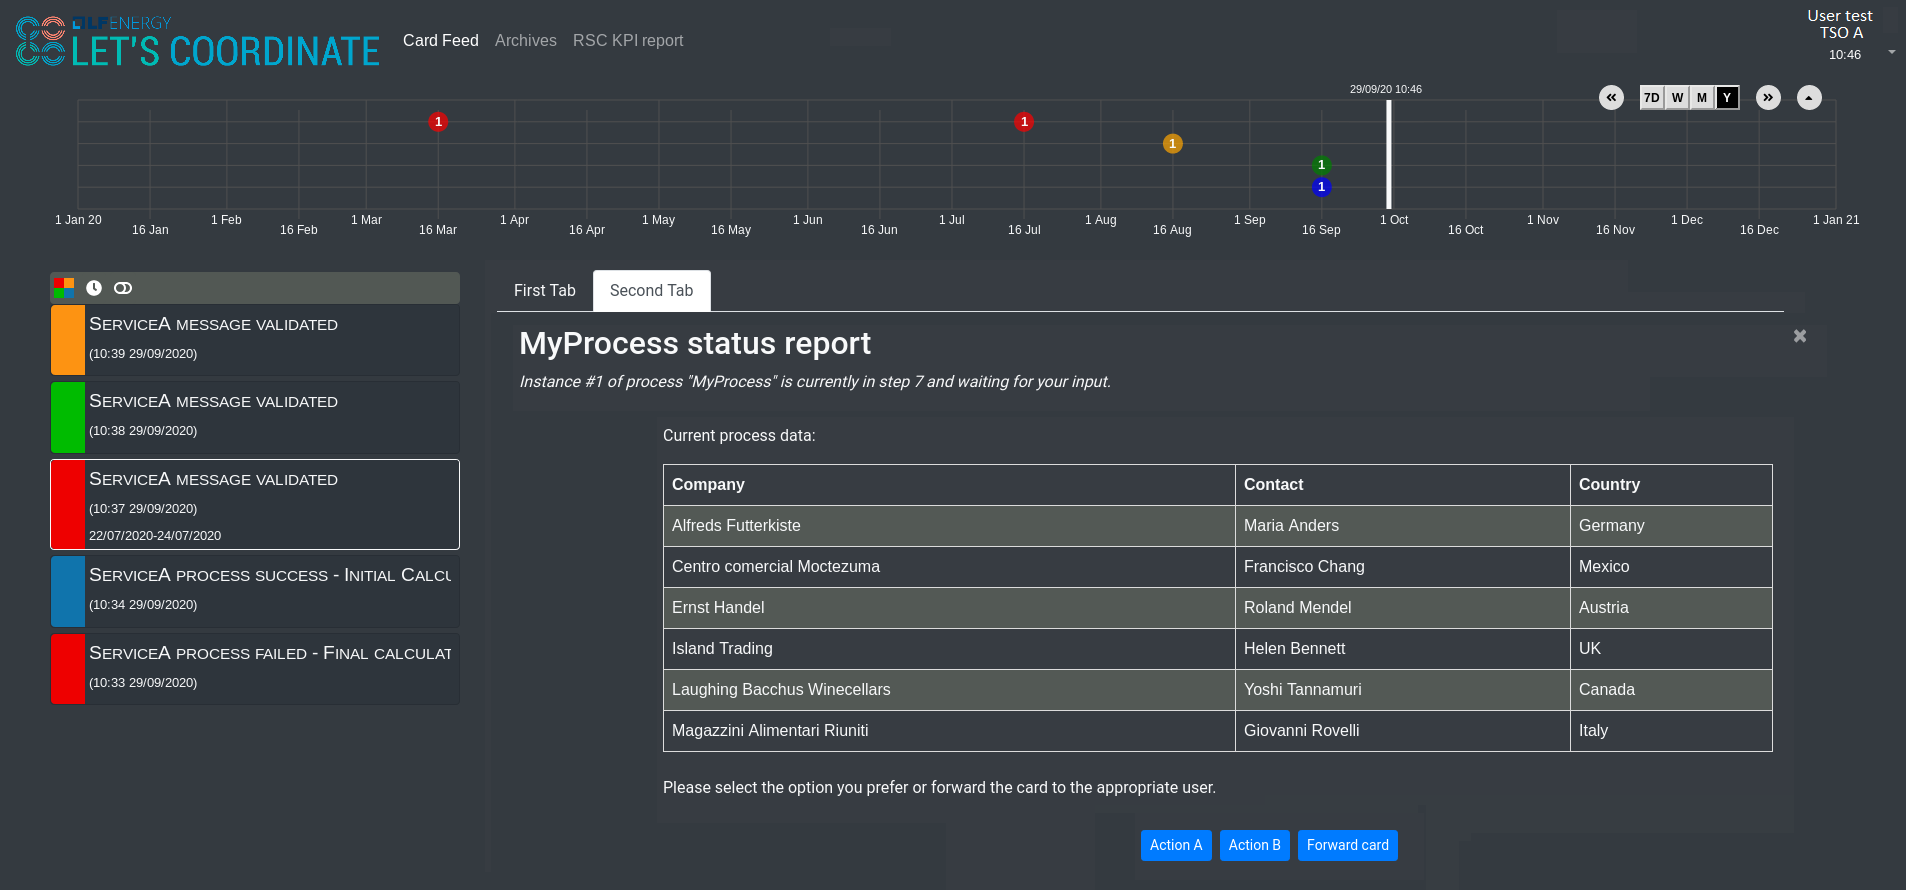 LF ENERGY
LET'S COORDINATE
Card Feed Archives RSC KPI report
User test
TSO A
10:46
29/09/20 10:46
7D W M Y
1 1
1
1
1
1 Jan 20 1 Feb 1 Mar 1 Apr 1 May 1 Jun 1 Jul 1 Aug 1 Sep 1 Oct 1 Nov 1 Dec 1 Jan 21
16 Jan 16 Feb 16 Mar 16 Apr 16 May 16 Jun 16 Jul 16 Aug 16 Sep 16 Oct 16 Nov 16 Dec
ServiceA message validated
(10:39 29/09/2020)
ServiceA message validated
(10:38 29/09/2020)
ServiceA message validated
(10:37 29/09/2020)
22/07/2020-24/07/2020
ServiceA process success - Initial Calcu
(10:34 29/09/2020)
ServiceA process failed - Final calculat
(10:33 29/09/2020)
First Tab Second Tab
MyProcess status report
Instance #1 of process "MyProcess" is currently in step 7 and waiting for your input.
Current process data:
Company Contact Country
Alfreds Futterkiste Maria Anders Germany
Centro comercial Moctezuma Francisco Chang Mexico
Ernst Handel Roland Mendel Austria
Island Trading Helen Bennett UK
Laughing Bacchus Winecellars Yoshi Tannamuri Canada
Magazzini Alimentari Riuniti Giovanni Rovelli Italy
Please select the option you prefer or forward the card to the appropriate user.
Action A Action B Forward card